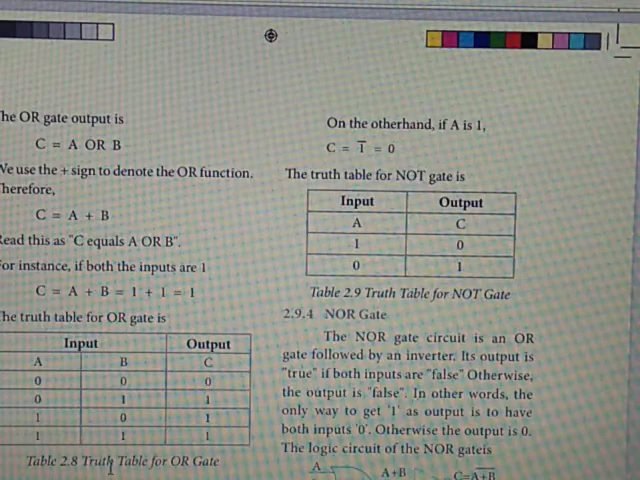 he OR gate output is
C = A OR B
We use the + sign to denote the OR function.
herefore,
C = A + B
Read this as "C equals A OR B".
For instance, if both the inputs are 1
C = A + B = 1 + 1 = 1
he truth table for OR gate is
Input Output
A B C
0 0 0
0 1 1
1 0 1
1 1 1
Table 2.8 Truth Table for OR Gate
On the otherhand, if A is 1,
C = 1̅ = 0
The truth table for NOT gate is
Input Output
A C
1 0
0 1
Table 2.9 Truth Table for NOT Gate
2.9.4 NOR Gate
The NOR gate circuit is an OR
gate followed by an inverter. Its output is
"true" if both inputs are "false" Otherwise,
the output is "false". In other words, the
only way to get '1' as output is to have
both inputs '0'. Otherwise the output is 0.
The logic circuit of the NOR gateis
A A+B C=A̅+̅B̅